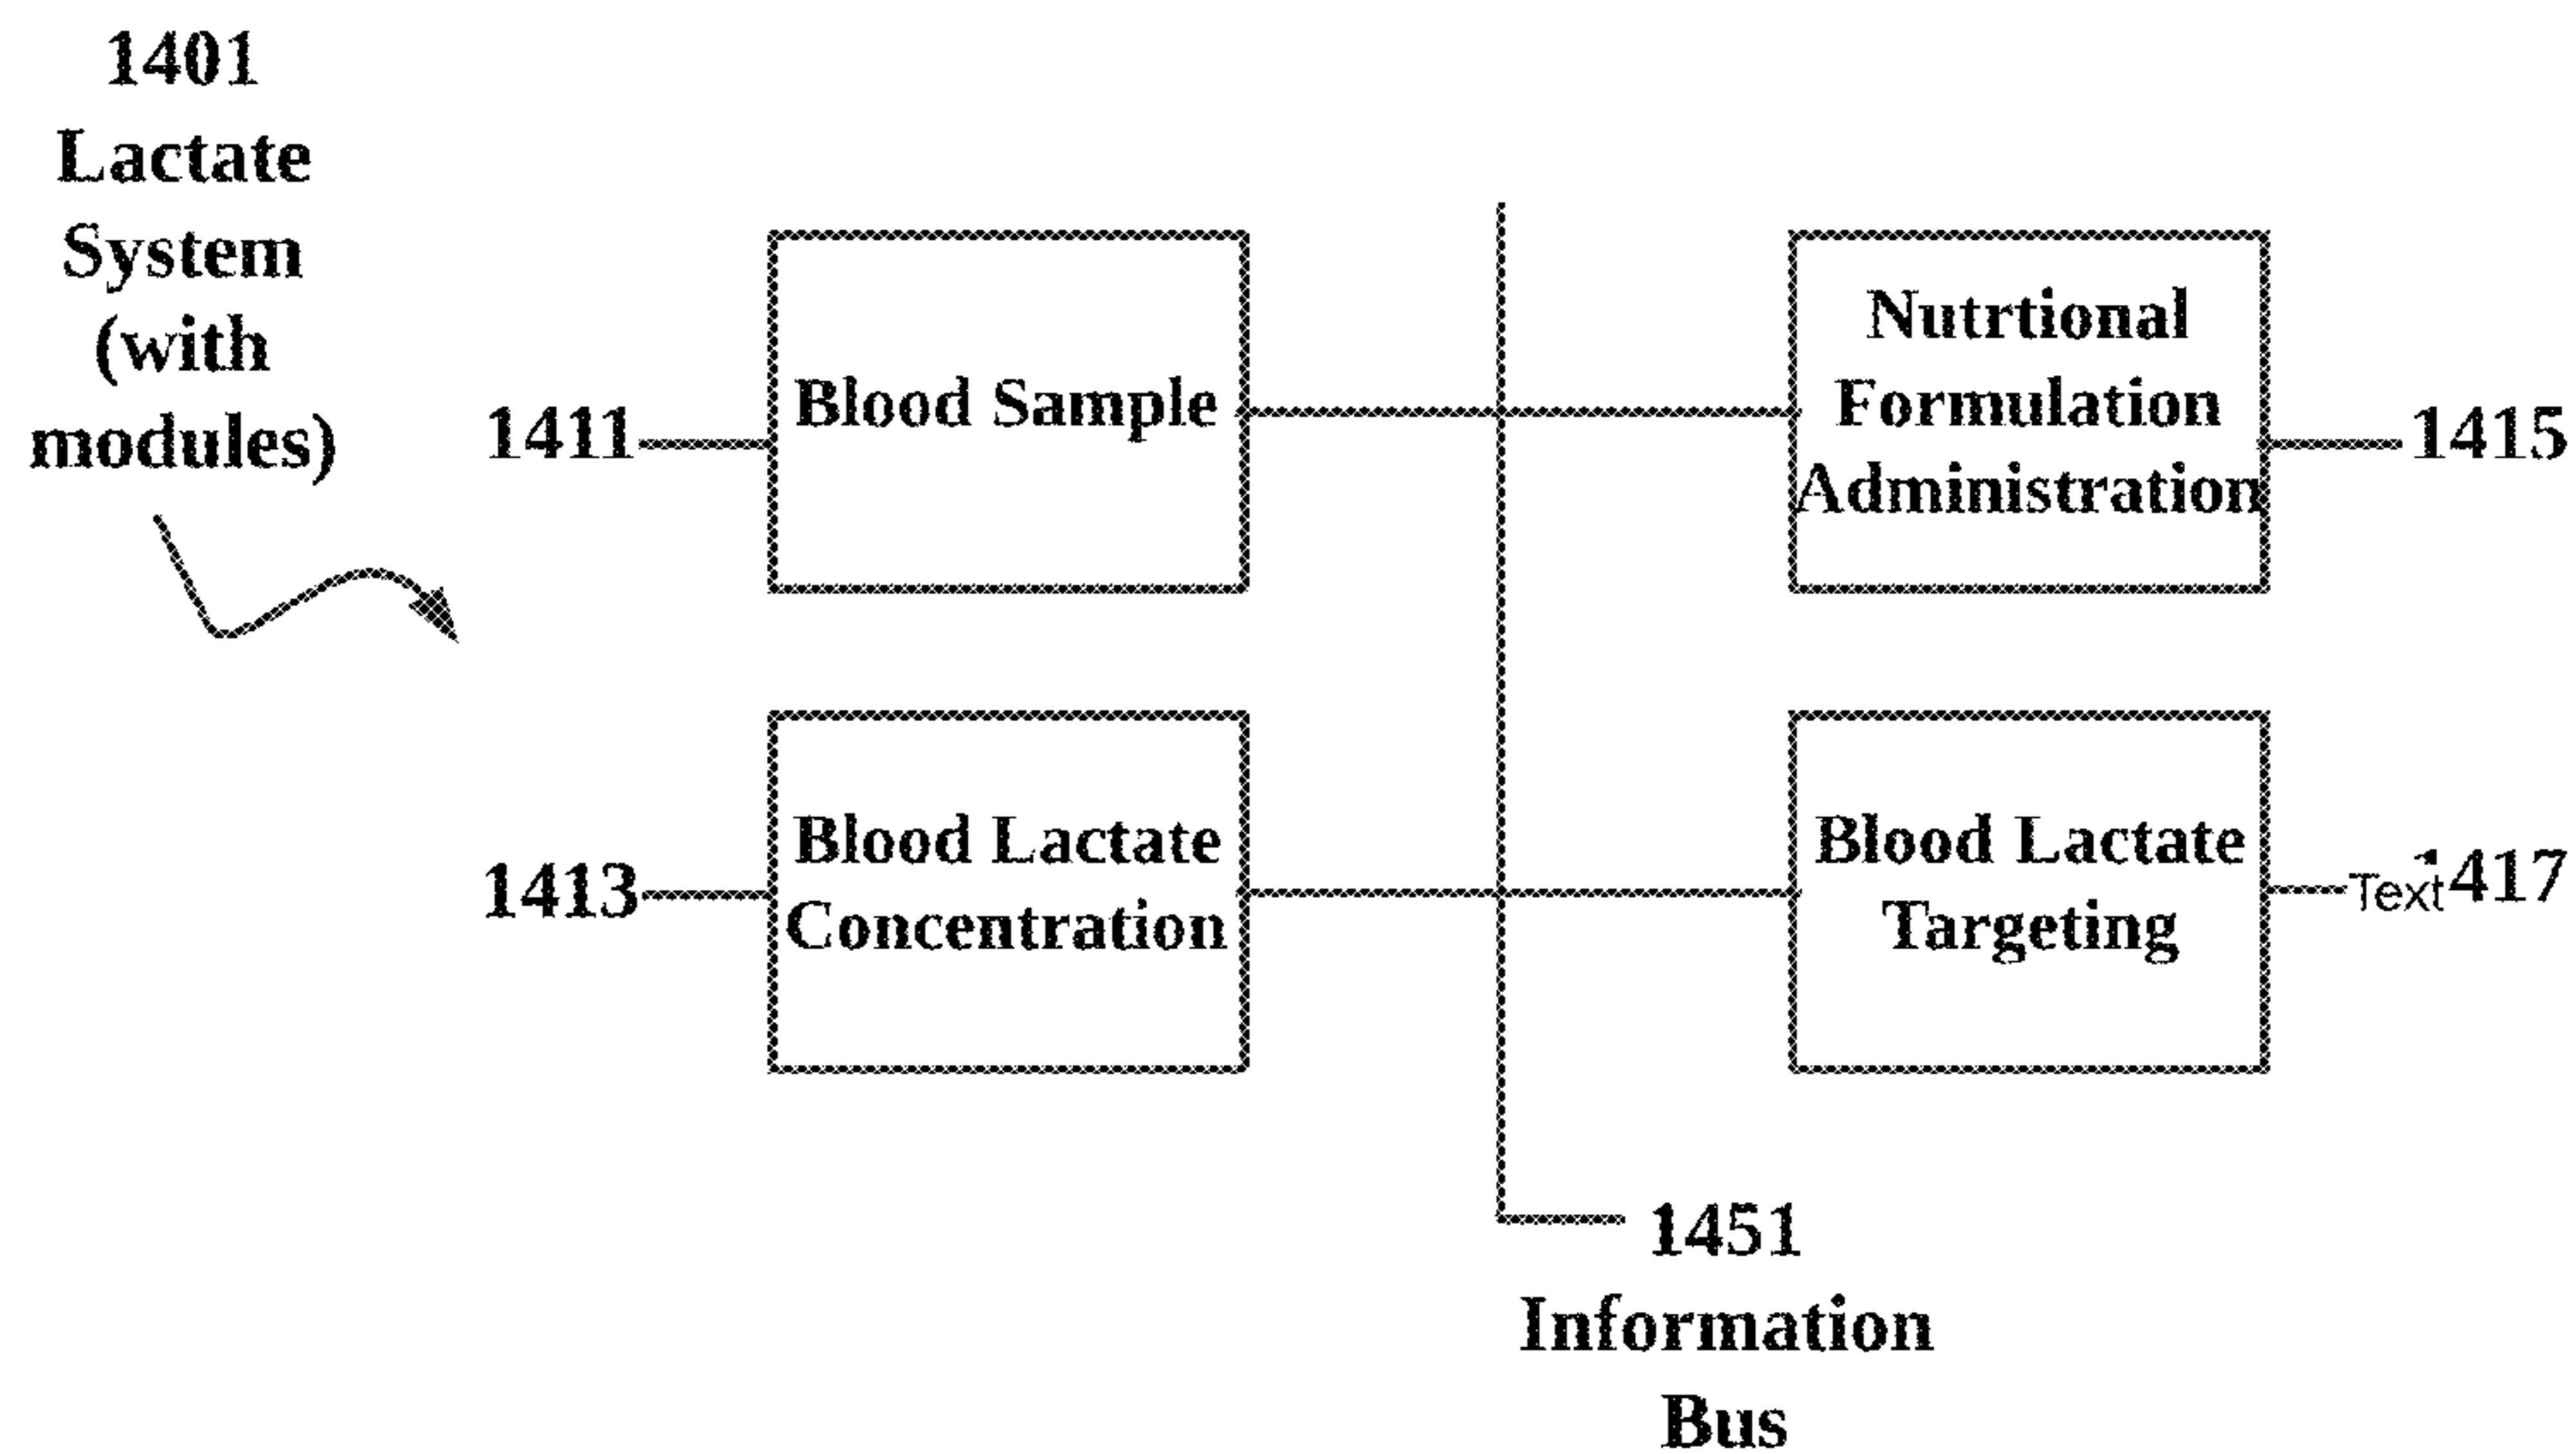 1401
Lactate
System
(with
modules)
1411
Blood Sample
Nutrtional
Formulation
Administration
1415
1413
Blood Lactate
Concentration
Blood Lactate
Targeting
Text
1417
1451
Information
Bus